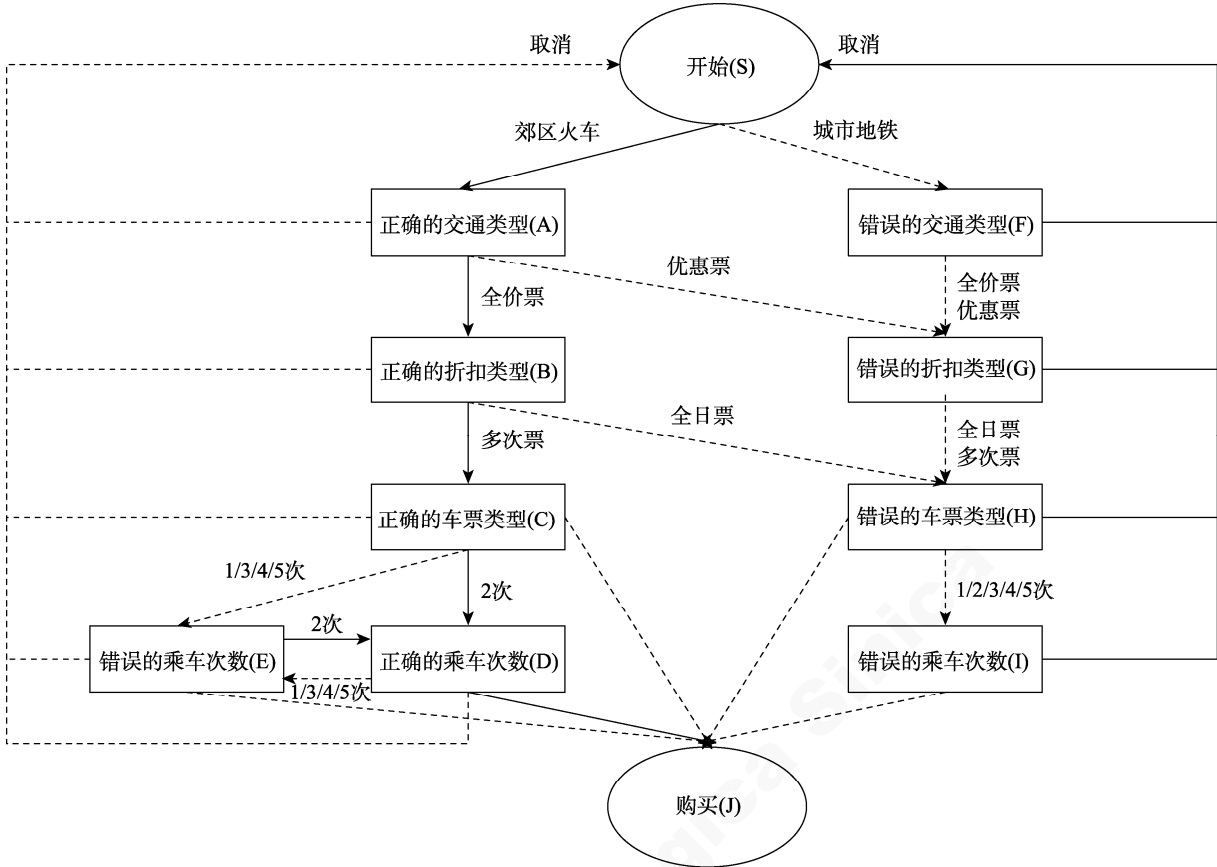 取消
开始(S)
取消
郊区火车
城市地铁
正确的交通类型(A)
错误的交通类型(F)
优惠票
全价票
全价票
优惠票
正确的折扣类型(B)
错误的折扣类型(G)
全日票
多次票
全日票
多次票
正确的车票类型(C)
错误的车票类型(H)
1/3/4/5次
2次
1/2/3/4/5次
2次
错误的乘车次数(E)
正确的乘车次数(D)
错误的乘车次数(I)
1/3/4/5次
购买(J)
gica Sinica